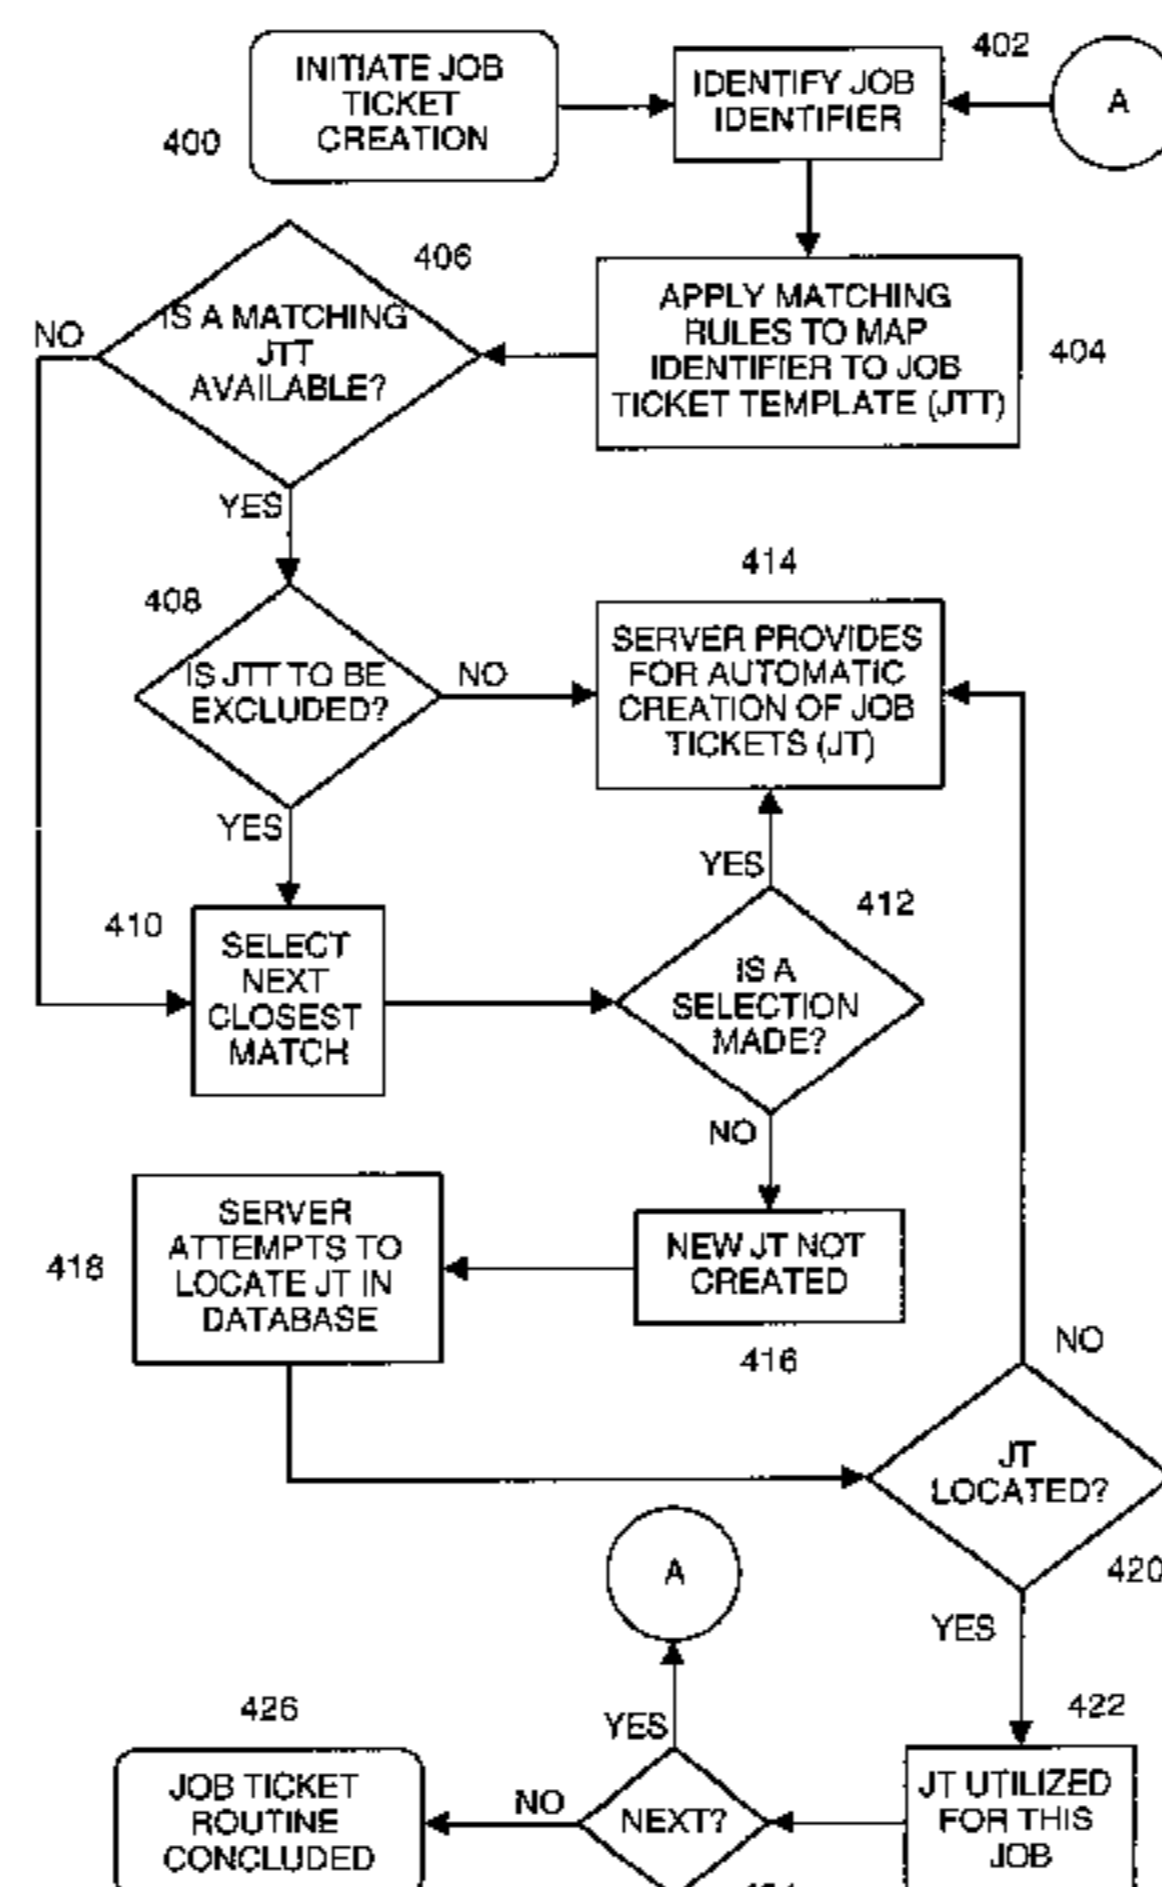 INITIATE JOB
TICKET
CREATION
400
IDENTIFY JOB
IDENTIFIER
402
A
APPLY MATCHING
RULES TO MAP
IDENTIFIER TO JOB
TICKET TEMPLATE (JTT)
404
406
IS A MATCHING
JTT
AVAILABLE?
NO
YES
408
IS JTT TO BE
EXCLUDED?
NO
YES
414
SERVER PROVIDES
FOR AUTOMATIC
CREATION OF JOB
TICKETS (JT)
410
SELECT
NEXT
CLOSEST
MATCH
YES
412
IS A
SELECTION
MADE?
NO
NEW JT NOT
CREATED
416
418
SERVER
ATTEMPTS TO
LOCATE JT IN
DATABASE
NO
JT
LOCATED?
420
YES
422
JT UTILIZED
FOR THIS
JOB
A
YES
NEXT?
NO
426
JOB TICKET
ROUTINE
CONCLUDED